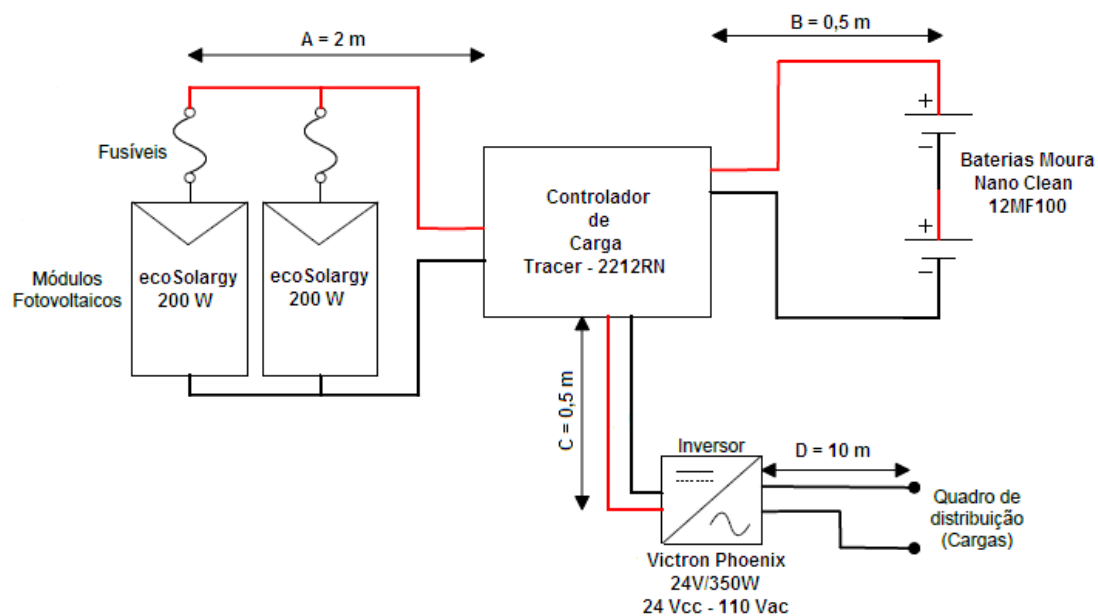 A = 2 m
B = 0,5 m
Fusíveis
+
−
Baterias Moura
Nano Clean
12MF100
+
−
Controlador
de
Carga
Tracer - 2212RN
Módulos
Fotovoltaicos
ecoSolargy
200 W
ecoSolargy
200 W
C = 0,5 m
Inversor
D = 10 m
Quadro de
distribuição
(Cargas)
Victron Phoenix
24V/350W
24 Vcc - 110 Vac